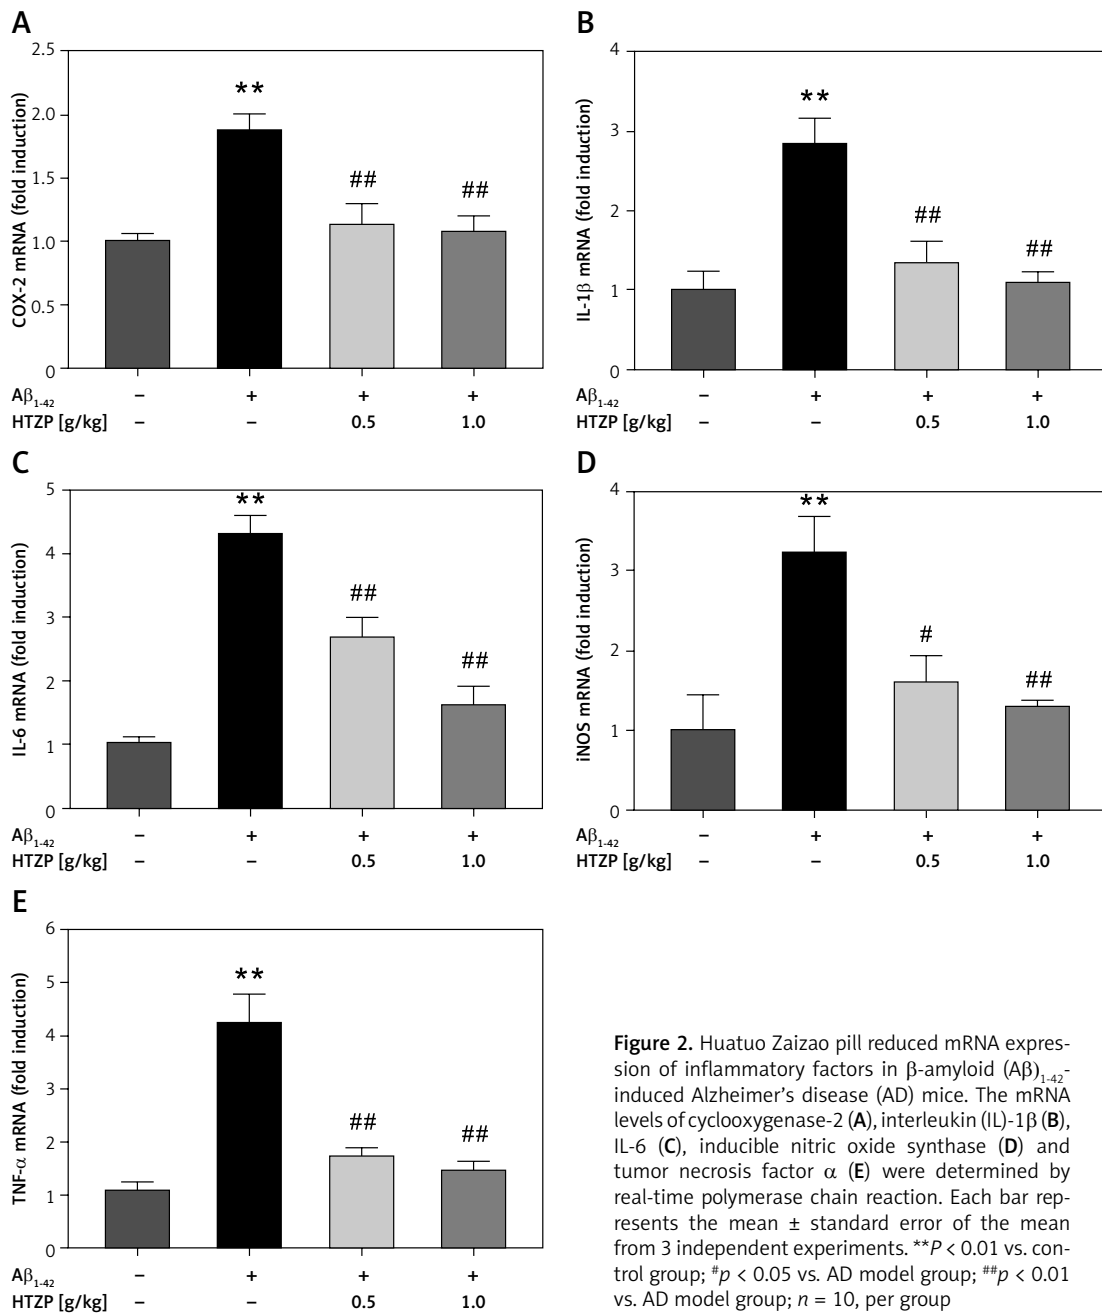 A
COX-2 mRNA (fold induction)
2.5
2.0
1.5
1.0
0.5
0
**
##
##
Aβ1-42 – + + +
HTZP [g/kg] – – 0.5 1.0
B
IL-1β mRNA (fold induction)
4
3
2
1
0
**
##
##
Aβ1-42 – + + +
HTZP [g/kg] – – 0.5 1.0
C
IL-6 mRNA (fold induction)
5
4
3
2
1
0
**
##
##
Aβ1-42 – + + +
HTZP [g/kg] – – 0.5 1.0
D
iNOS mRNA (fold induction)
4
3
2
1
0
**
#
##
Aβ1-42 – + + +
HTZP [g/kg] – – 0.5 1.0
E
TNF-α mRNA (fold induction)
6
5
4
3
2
1
0
**
##
##
Aβ1-42 – + + +
HTZP [g/kg] – – 0.5 1.0
Figure 2. Huatuo Zaizao pill reduced mRNA expres-
sion of inflammatory factors in β-amyloid (Aβ)1-42-
induced Alzheimer's disease (AD) mice. The mRNA
levels of cyclooxygenase-2 (A), interleukin (IL)-1β (B),
IL-6 (C), inducible nitric oxide synthase (D) and
tumor necrosis factor α (E) were determined by
real-time polymerase chain reaction. Each bar rep-
resents the mean ± standard error of the mean
from 3 independent experiments. **P < 0.01 vs. con-
trol group; #p < 0.05 vs. AD model group; ##p < 0.01
vs. AD model group; n = 10, per group